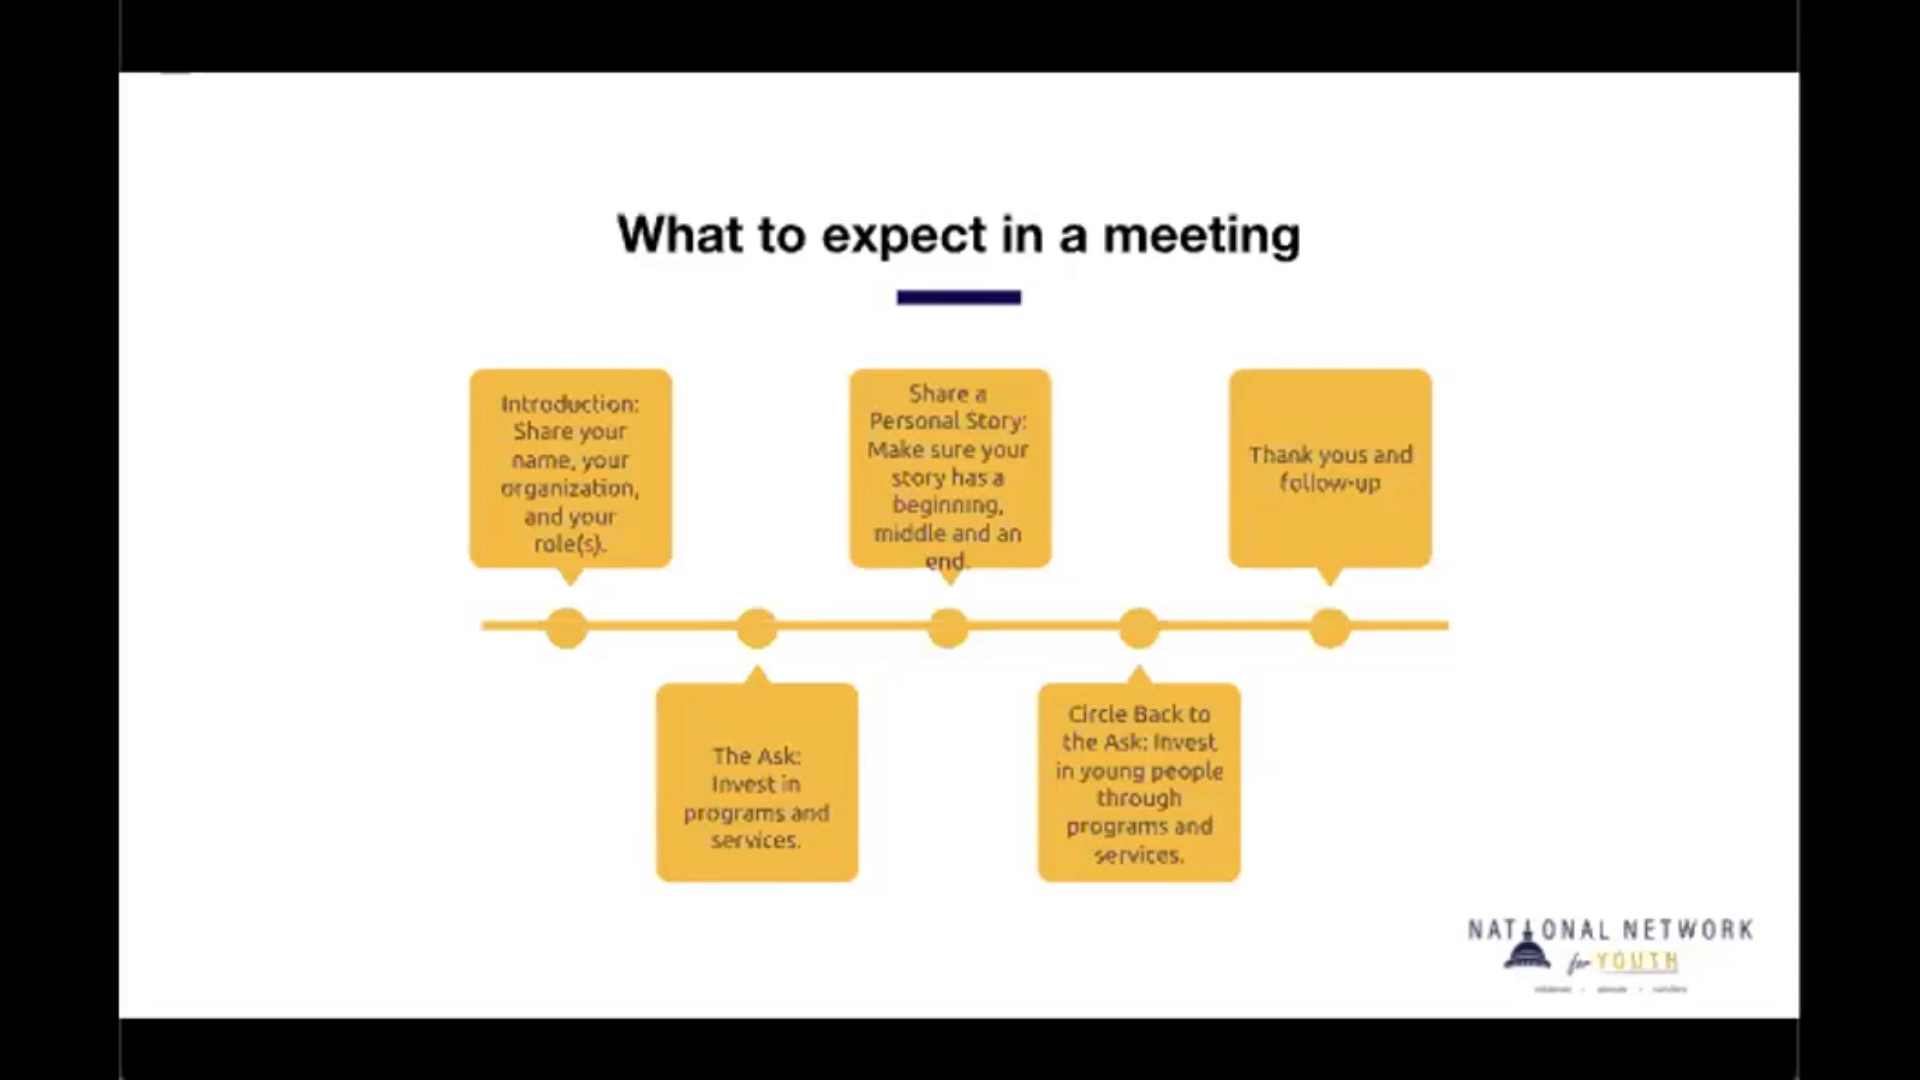 What to expect in a meeting
Introduction:
Share your
name, your
organization,
and your
role(s).
The Ask:
Invest in
programs and
services.
Share a
Personal Story:
Make sure your
story has a
beginning,
middle and an
end.
Circle Back to
the Ask: Invest
in young people
through
programs and
services.
Thank yous and
follow-up
NATIONAL NETWORK
for YOUTH